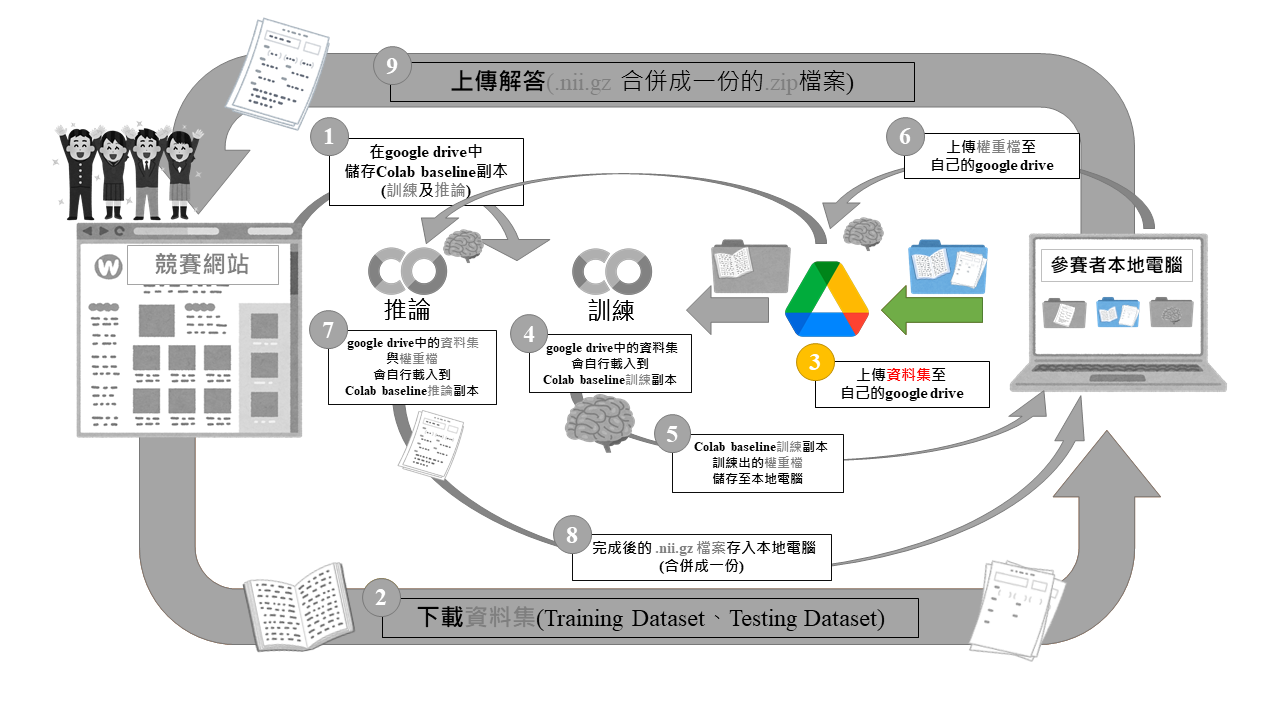 9
上傳解答(.nii.gz 合併成一份的.zip檔案)
1
在google drive中
儲存Colab baseline副本
(訓練及推論)
6
上傳權重檔至
自己的google drive
W
競賽網站
推論
訓練
參賽者本地電腦
7
google drive中的資料集
與權重檔
會自行載入到
Colab baseline推論副本
4
google drive中的資料集
會自行載入到
Colab baseline訓練副本
3
上傳資料集至
自己的google drive
5
Colab baseline訓練副本
訓練出的權重檔
儲存至本地電腦
8
完成後的 .nii.gz 檔案存入本地電腦
(合併成一份)
2
下載資料集(Training Dataset、Testing Dataset)